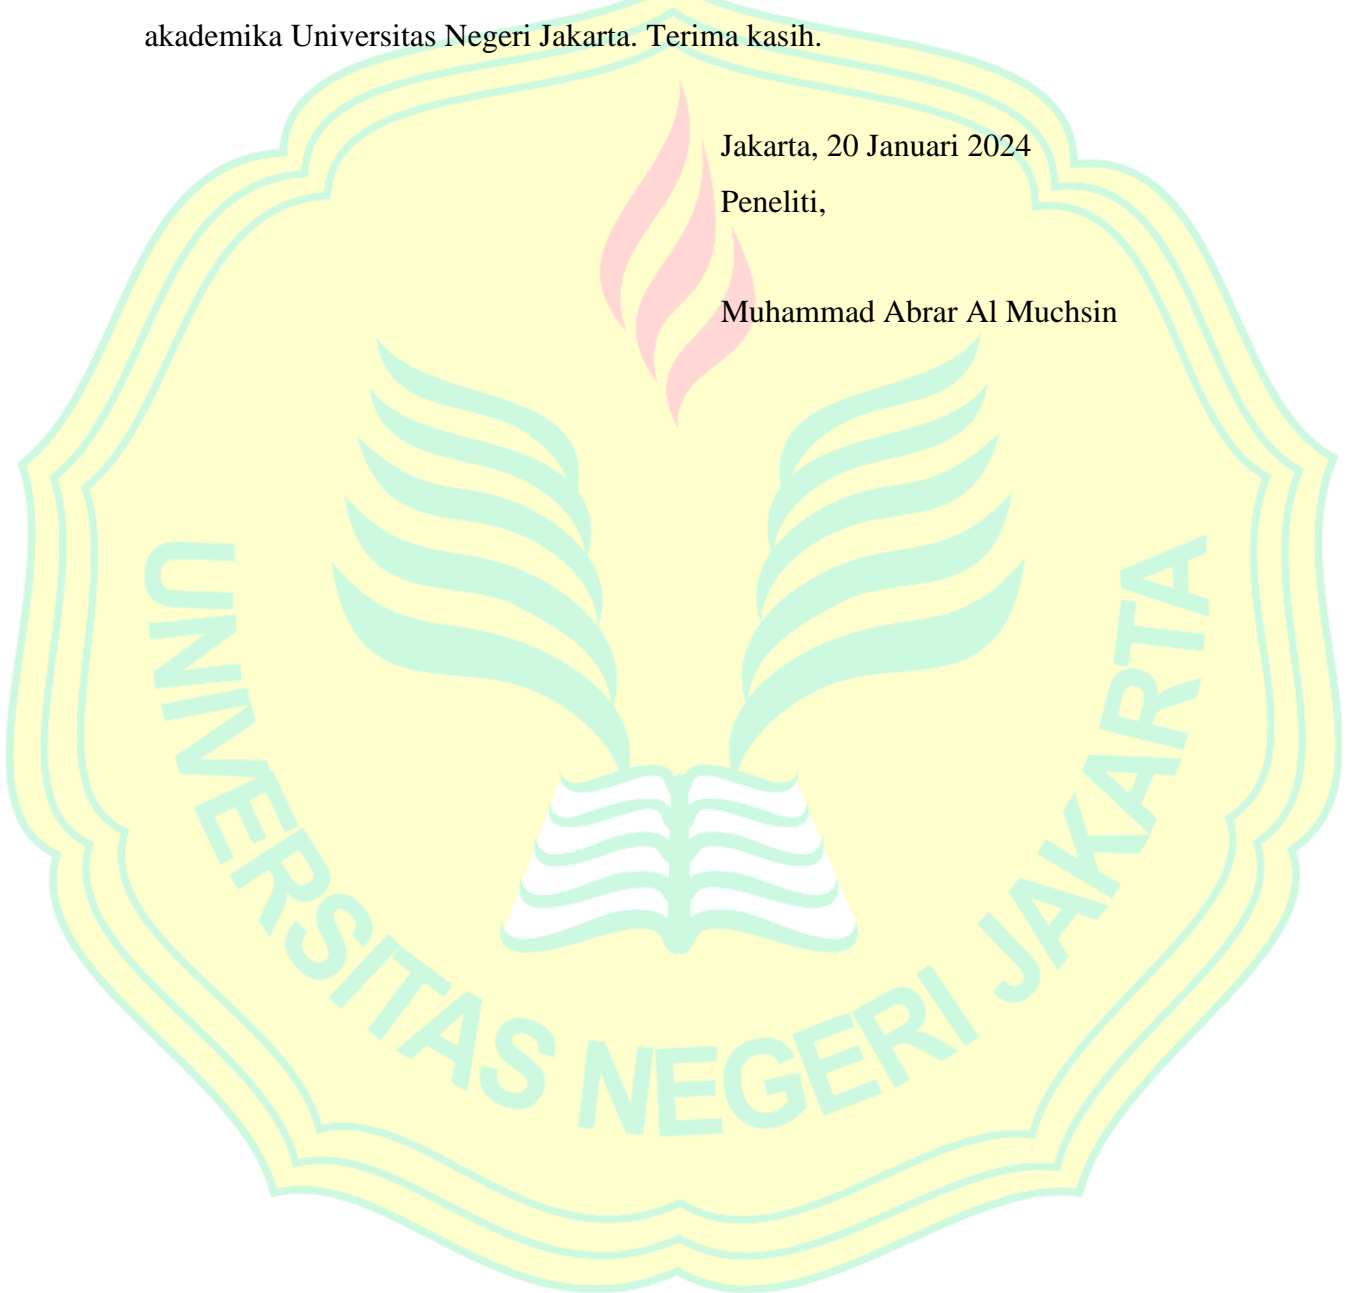 akademika Universitas Negeri Jakarta. Terima kasih.
Jakarta, 20 Januari 2024
Peneliti,
Muhammad Abrar Al Muchsin
UNIVERSITAS NEGERI JAKARTA